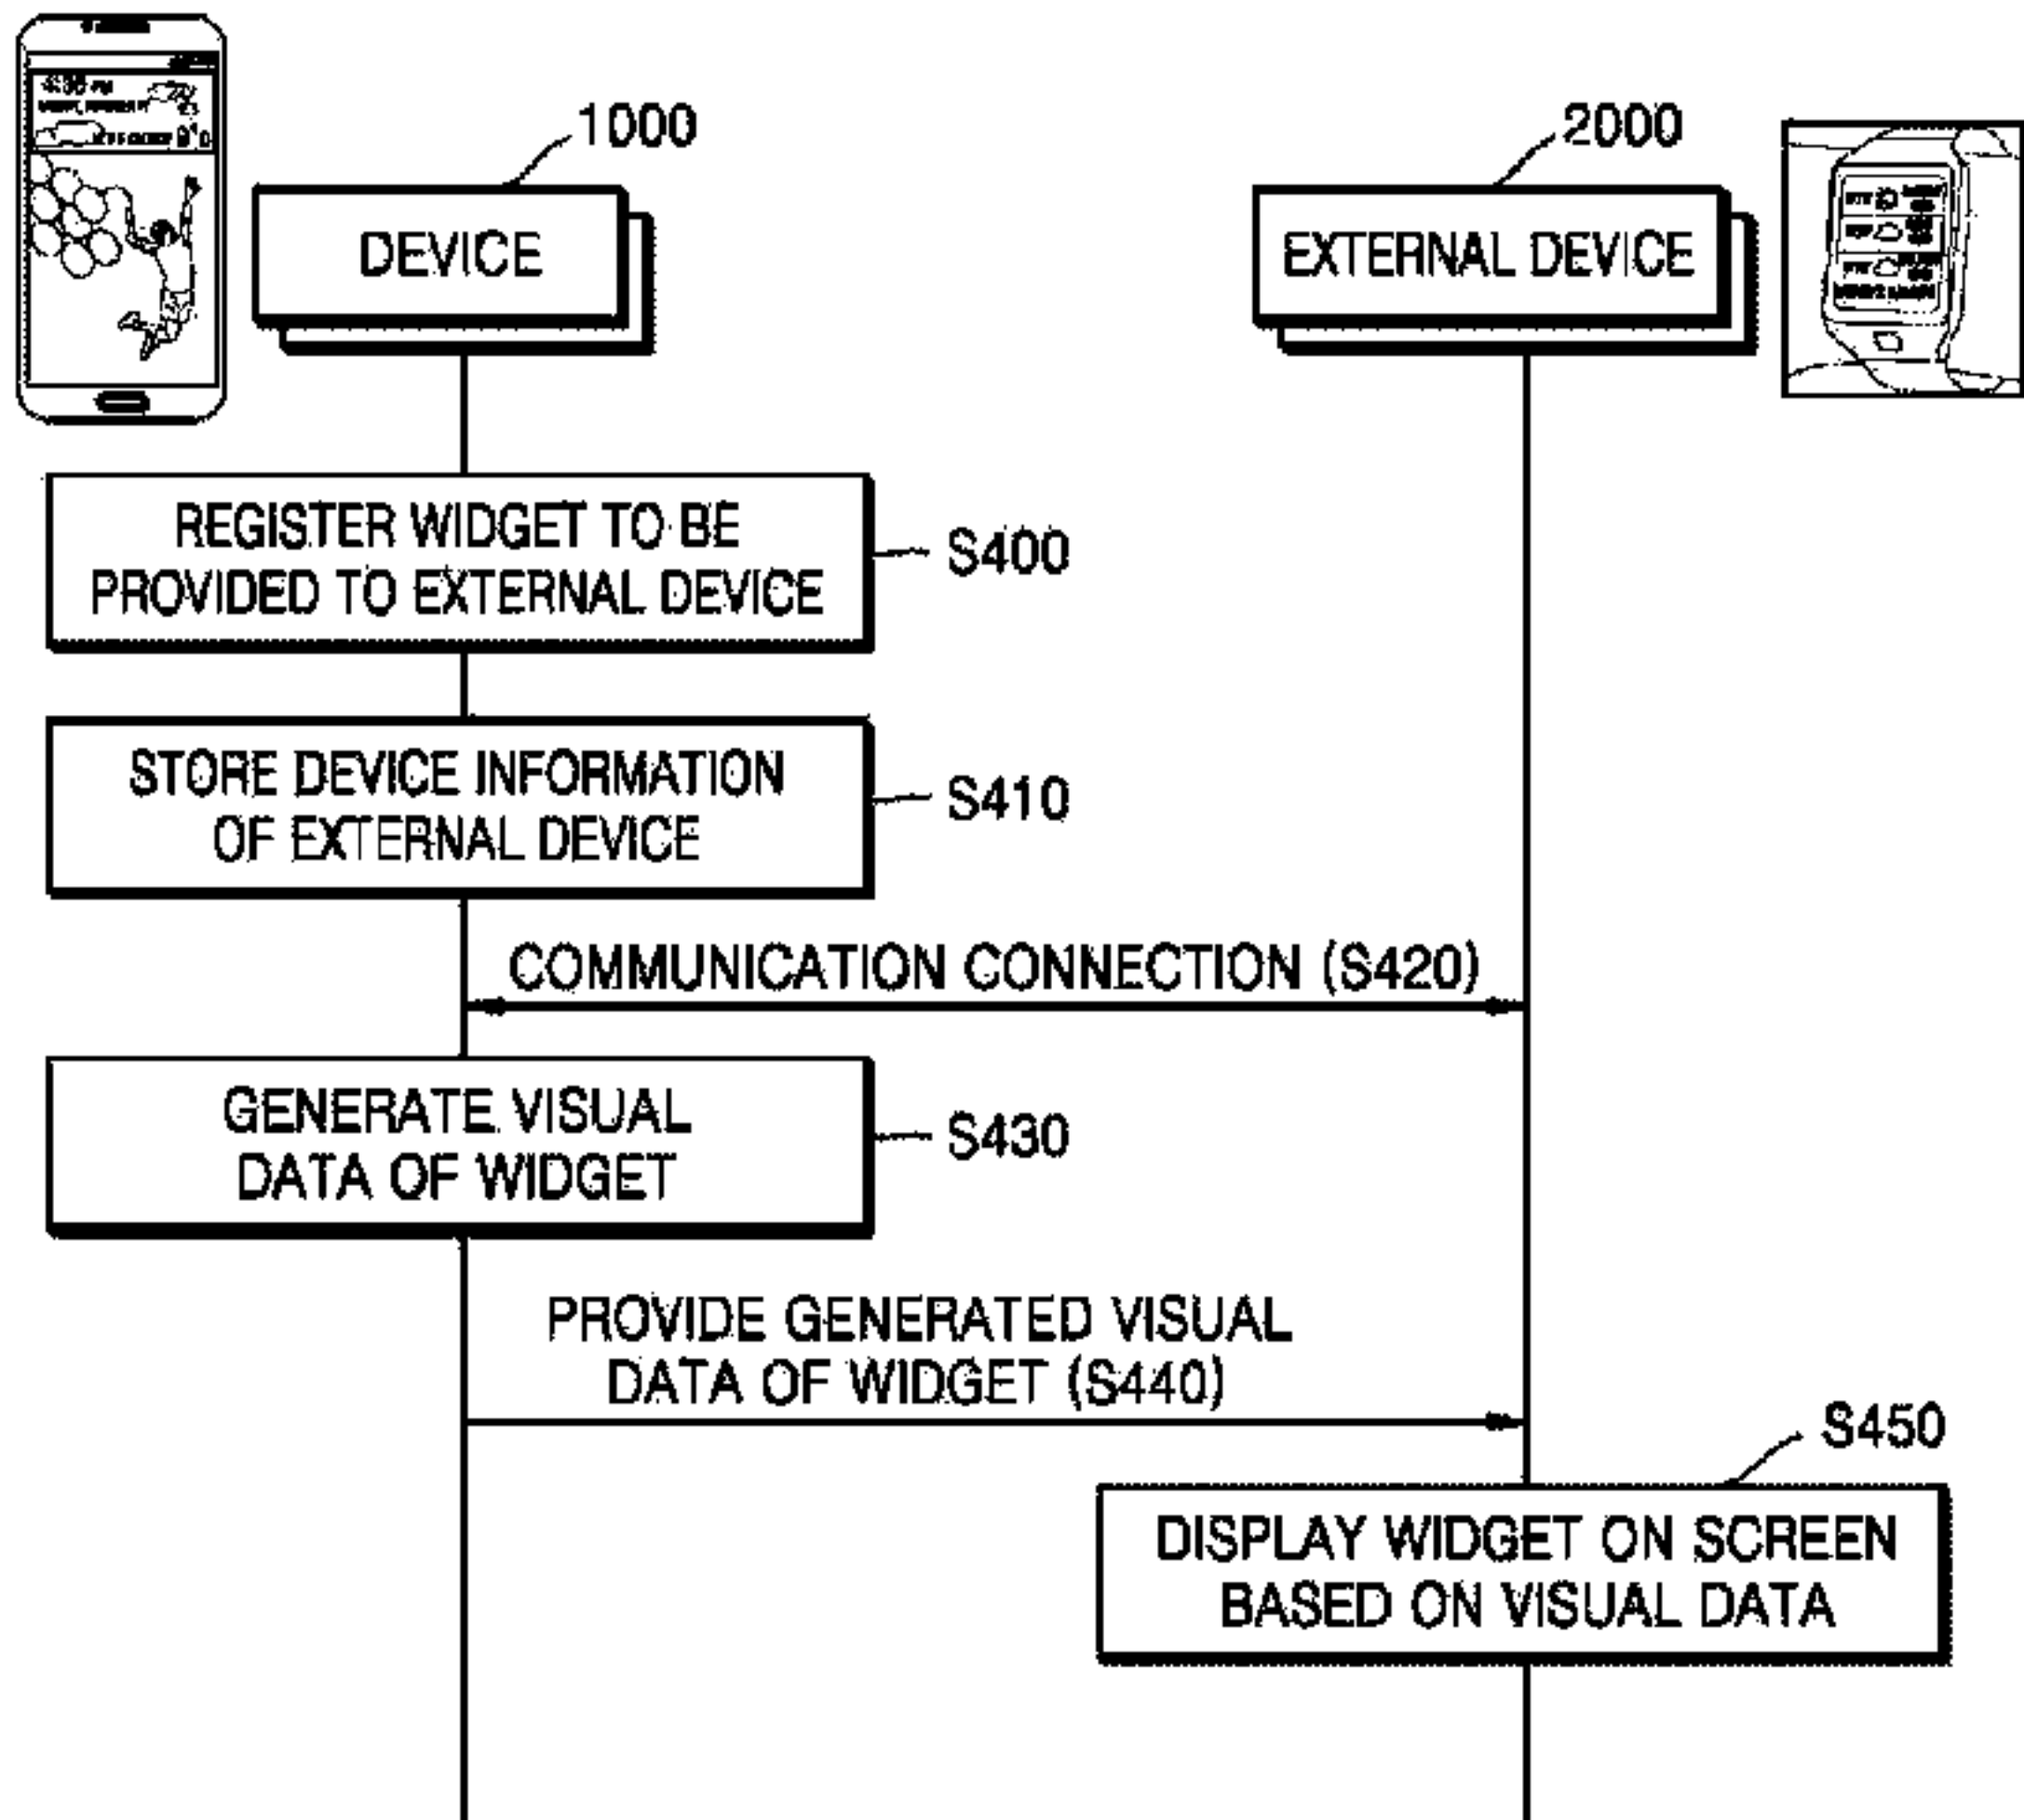 1000
2000
DEVICE
EXTERNAL DEVICE
REGISTER WIDGET TO BE
PROVIDED TO EXTERNAL DEVICE
S400
STORE DEVICE INFORMATION
OF EXTERNAL DEVICE
S410
COMMUNICATION CONNECTION (S420)
GENERATE VISUAL
DATA OF WIDGET
S430
PROVIDE GENERATED VISUAL
DATA OF WIDGET (S440)
S450
DISPLAY WIDGET ON SCREEN
BASED ON VISUAL DATA